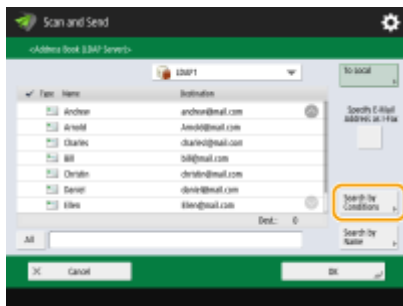 Scan and Send
<Address Book (LDAP Server)>
LDAP1
To Local
Type Name Destination
Andrew andrew@mail.com
Arnold Arnold@mail.com
Charles charles@mail.com
Bill bill@mail.com
Christin christin@mail.com
Daniel daniel@mail.com
Ellen Ellen@mail.com
Specify E-Mail
Address as I-Fax
Search by
Conditions
Dest.: 0
All
Search by
Name
Cancel
OK